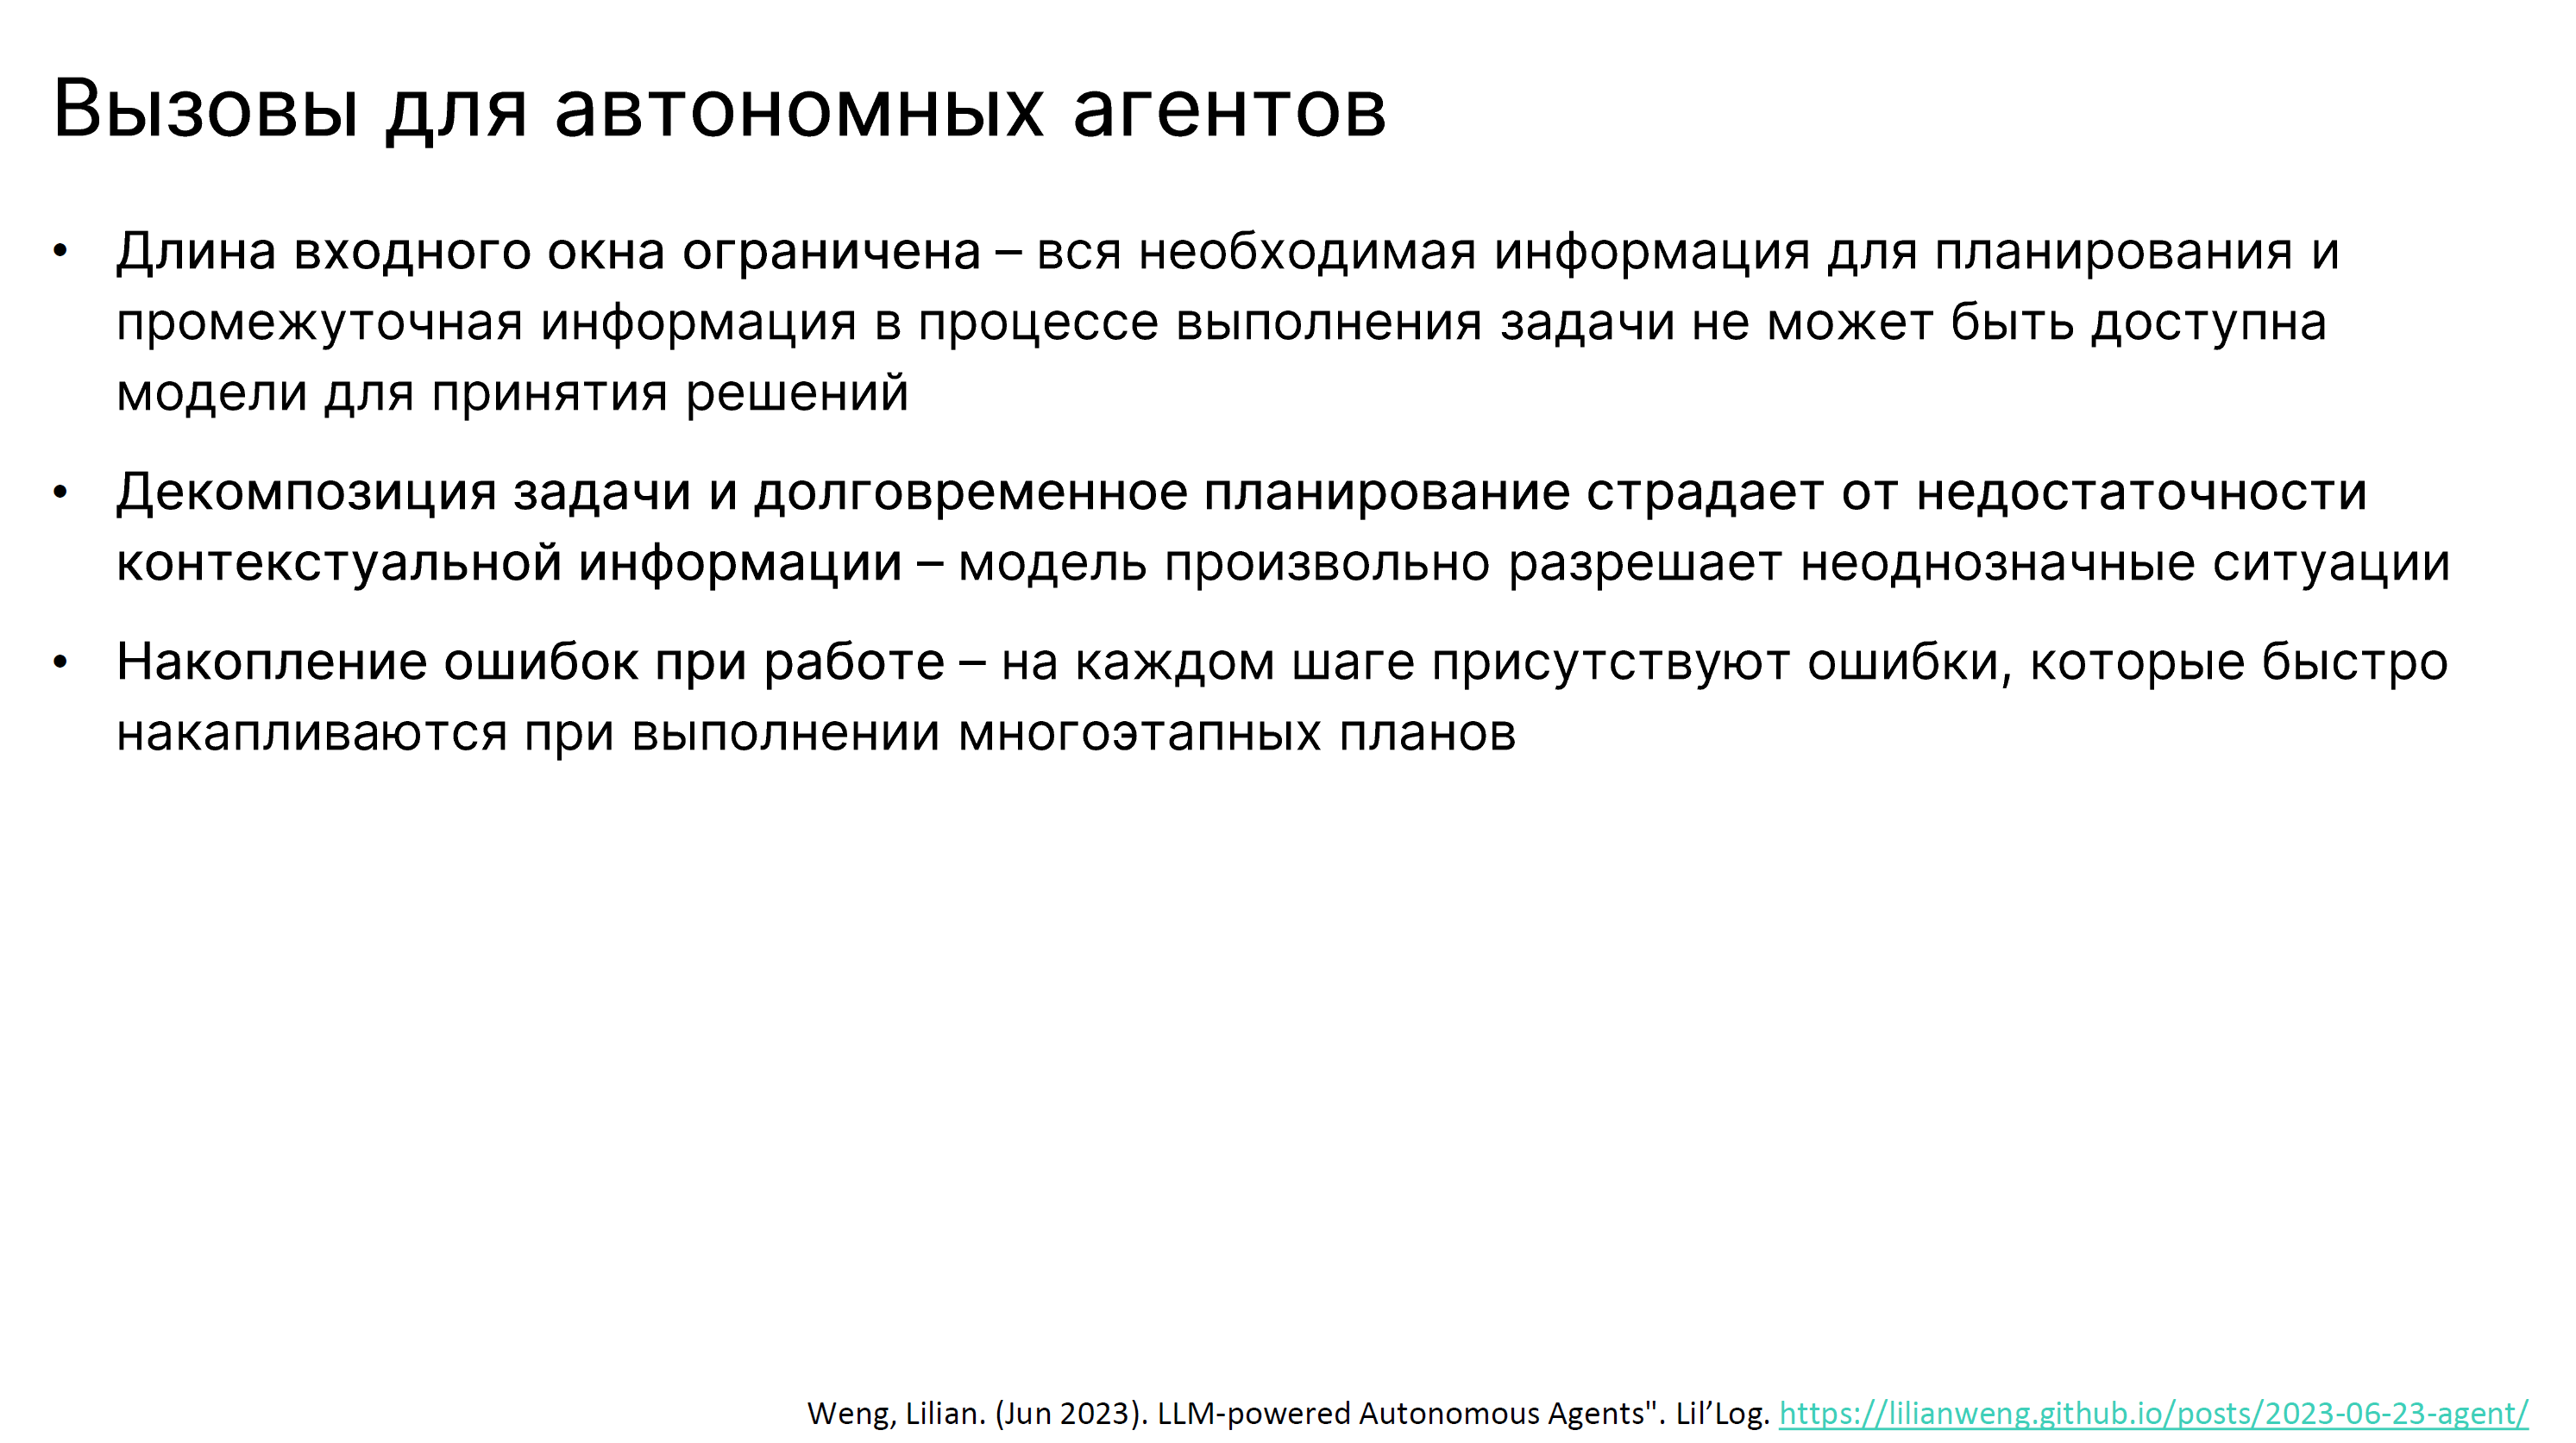 Вызовы для автономных агентов
• Длина входного окна ограничена – вся необходимая информация для планирования и
промежуточная информация в процессе выполнения задачи не может быть доступна
модели для принятия решений
• Декомпозиция задачи и долговременное планирование страдает от недостаточности
контекстуальной информации – модель произвольно разрешает неоднозначные ситуации
• Накопление ошибок при работе – на каждом шаге присутствуют ошибки, которые быстро
накапливаются при выполнении многоэтапных планов
Weng, Lilian. (Jun 2023). LLM-powered Autonomous Agents". Lil’Log. https://lilianweng.github.io/posts/2023-06-23-agent/